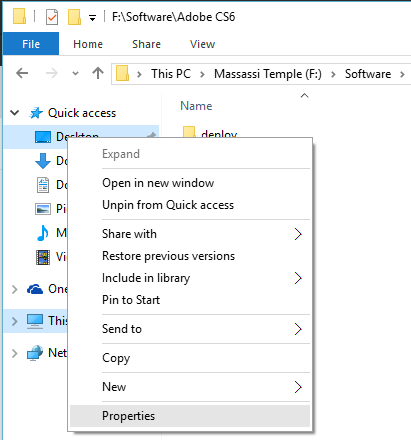 F:\Software\Adobe CS6
File Home Share View
This PC Massassi Temple (F:) Software
Quick access
Name
Desktop
deploy
Expand
Open in new window
Unpin from Quick access
Share with
Restore previous versions
Include in library
Pin to Start
Send to
Copy
New
Properties
Do
Do
Pi
M
Vi
One
This
Net